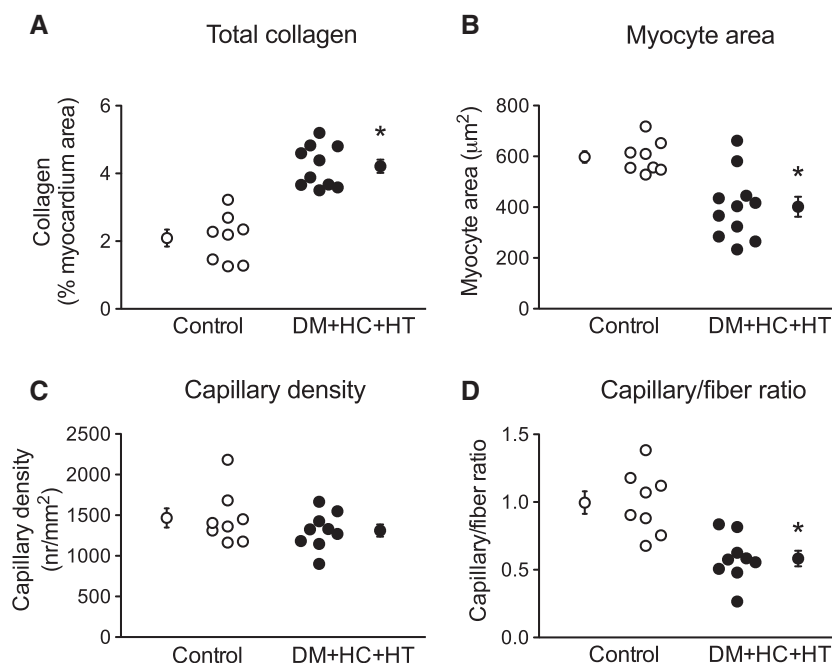 A
Total collagen
Collagen
(% myocardium area)
6
4
2
0
*
Control
DM+HC+HT
B
Myocyte area
Myocyte area (μm²)
800
600
400
200
0
*
Control
DM+HC+HT
C
Capillary density
Capillary density
(nr/mm²)
2500
2000
1500
1000
500
0
Control
DM+HC+HT
D
Capillary/fiber ratio
Capillary/fiber ratio
1.5
1.0
0.5
0.0
*
Control
DM+HC+HT